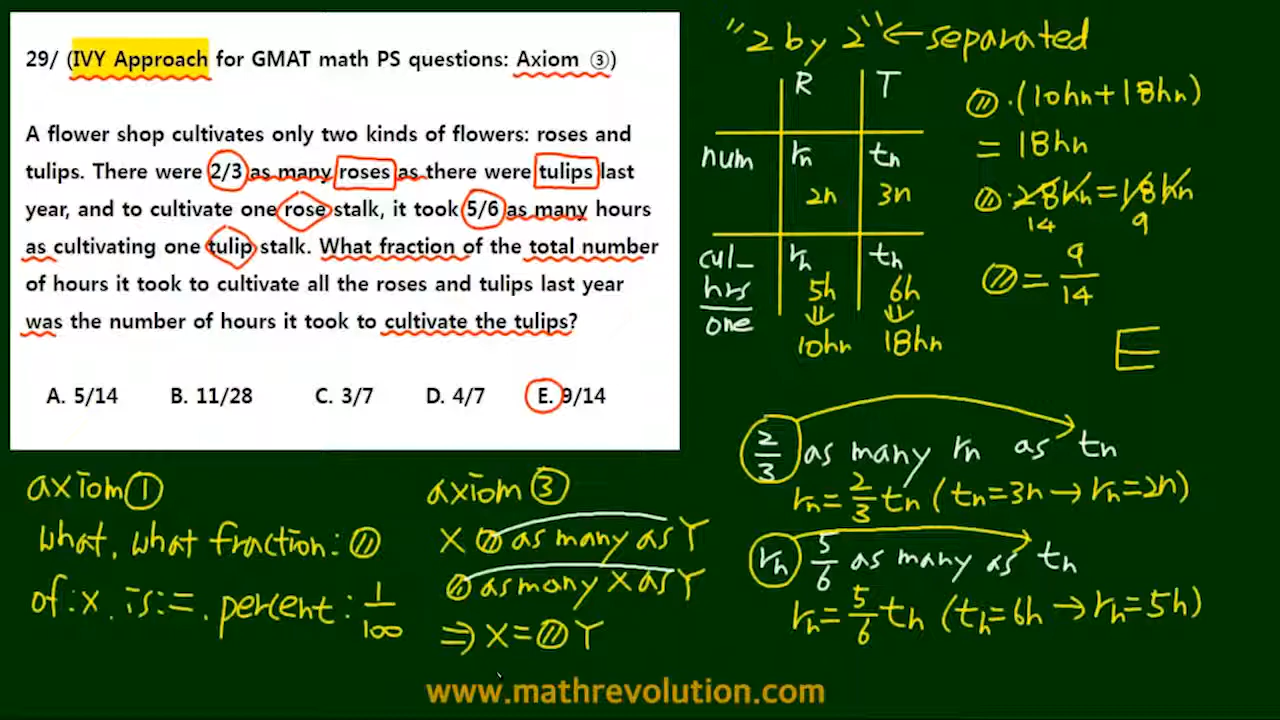 29/ (IVY Approach for GMAT math PS questions: Axiom ③)
A flower shop cultivates only two kinds of flowers: roses and
tulips. There were 2/3 as many roses as there were tulips last
year, and to cultivate one rose stalk, it took 5/6 as many hours
as cultivating one tulip stalk. What fraction of the total number
of hours it took to cultivate all the roses and tulips last year
was the number of hours it took to cultivate the tulips?
A. 5/14 B. 11/28 C. 3/7 D. 4/7 E. 9/14
"2 by 2" ← separated
R T
num rn tn
2n 3n
cul_ rh th
hrs 5h 6h
one ⇓ ⇓
10hn 18hn
⊘·(10hn+18hn)
= 18hn
⊘·28hn=18hn
14 9
⊘ = 9/14
E
2/3 as many rn as tn
rn = 2/3 tn (tn=3n → rn=2n)
rh 5/6 as many as th
rh = 5/6 th (th=6h → rh=5h)
axiom ①
what, what fraction: ⊘
of:x. is:=. percent: 1/100
axiom ③
X ⊘ as many as Y
⊘ as many X as Y
⇒ X=⊘Y
www.mathrevolution.com